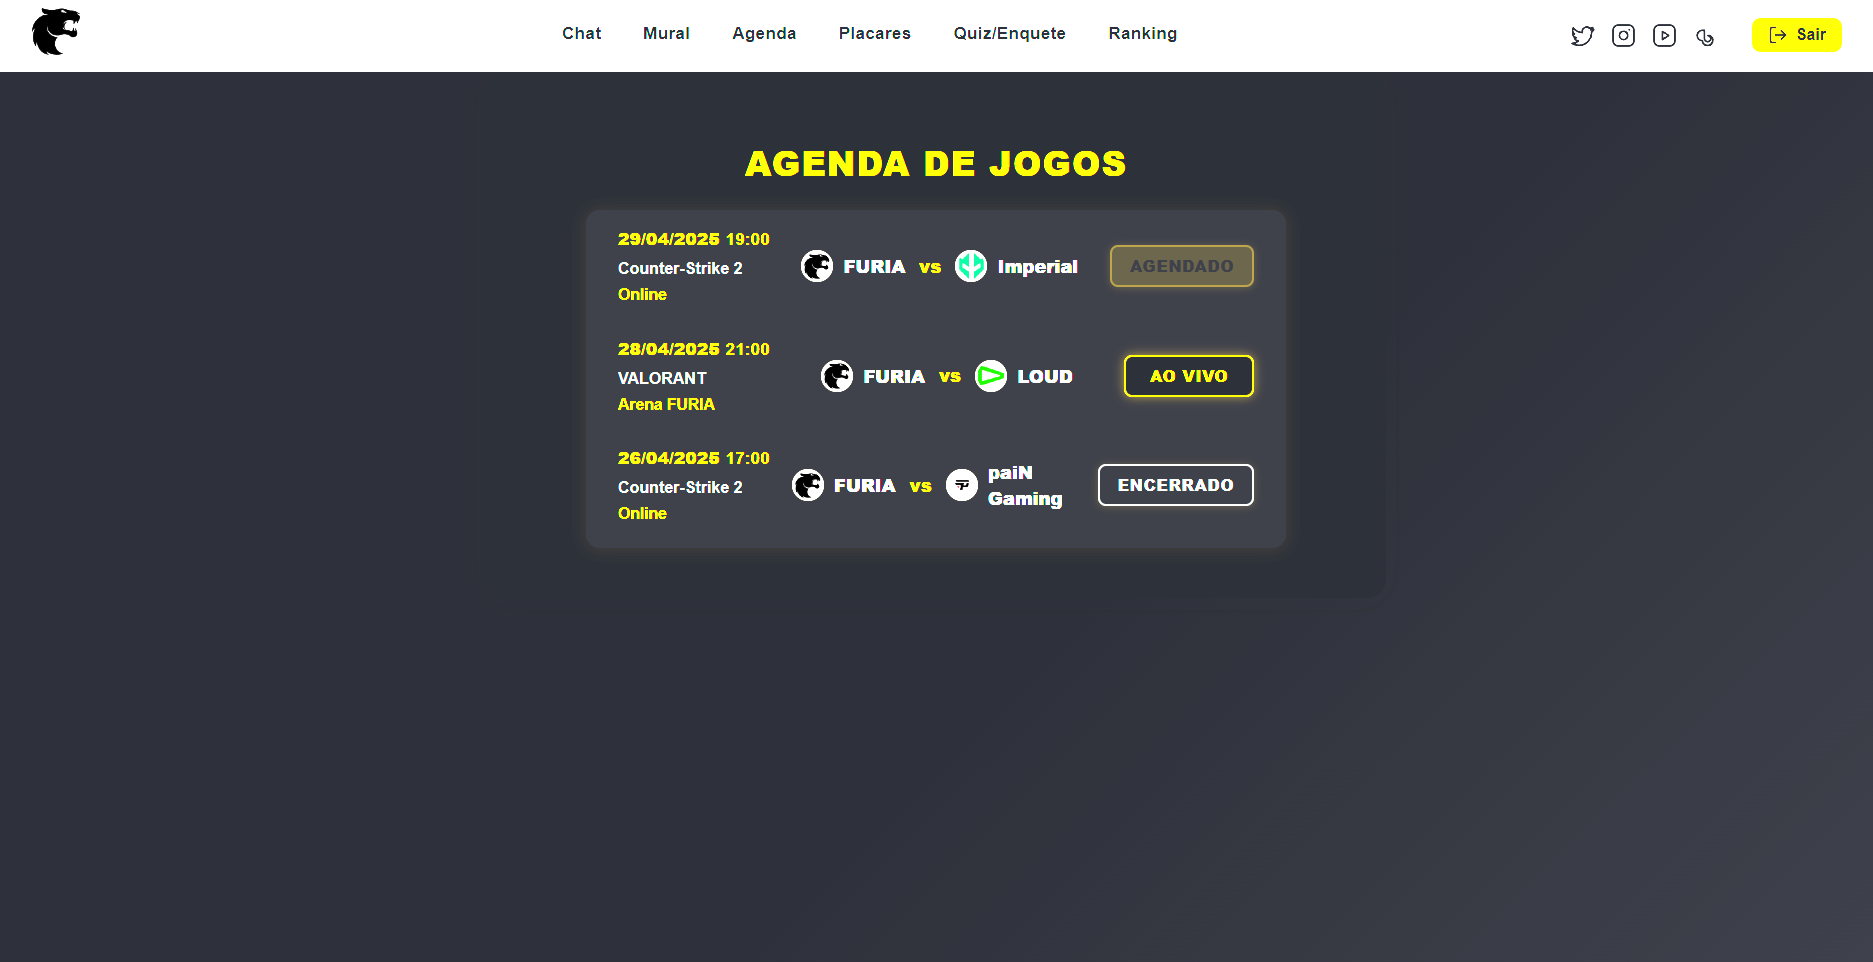 Chat Mural Agenda Placares Quiz/Enquete Ranking Sair
AGENDA DE JOGOS
29/04/2025 19:00
Counter-Strike 2
Online
FURIA vs Imperial
AGENDADO
28/04/2025 21:00
VALORANT
Arena FURIA
FURIA vs LOUD
AO VIVO
26/04/2025 17:00
Counter-Strike 2
Online
FURIA vs paiN
Gaming
ENCERRADO